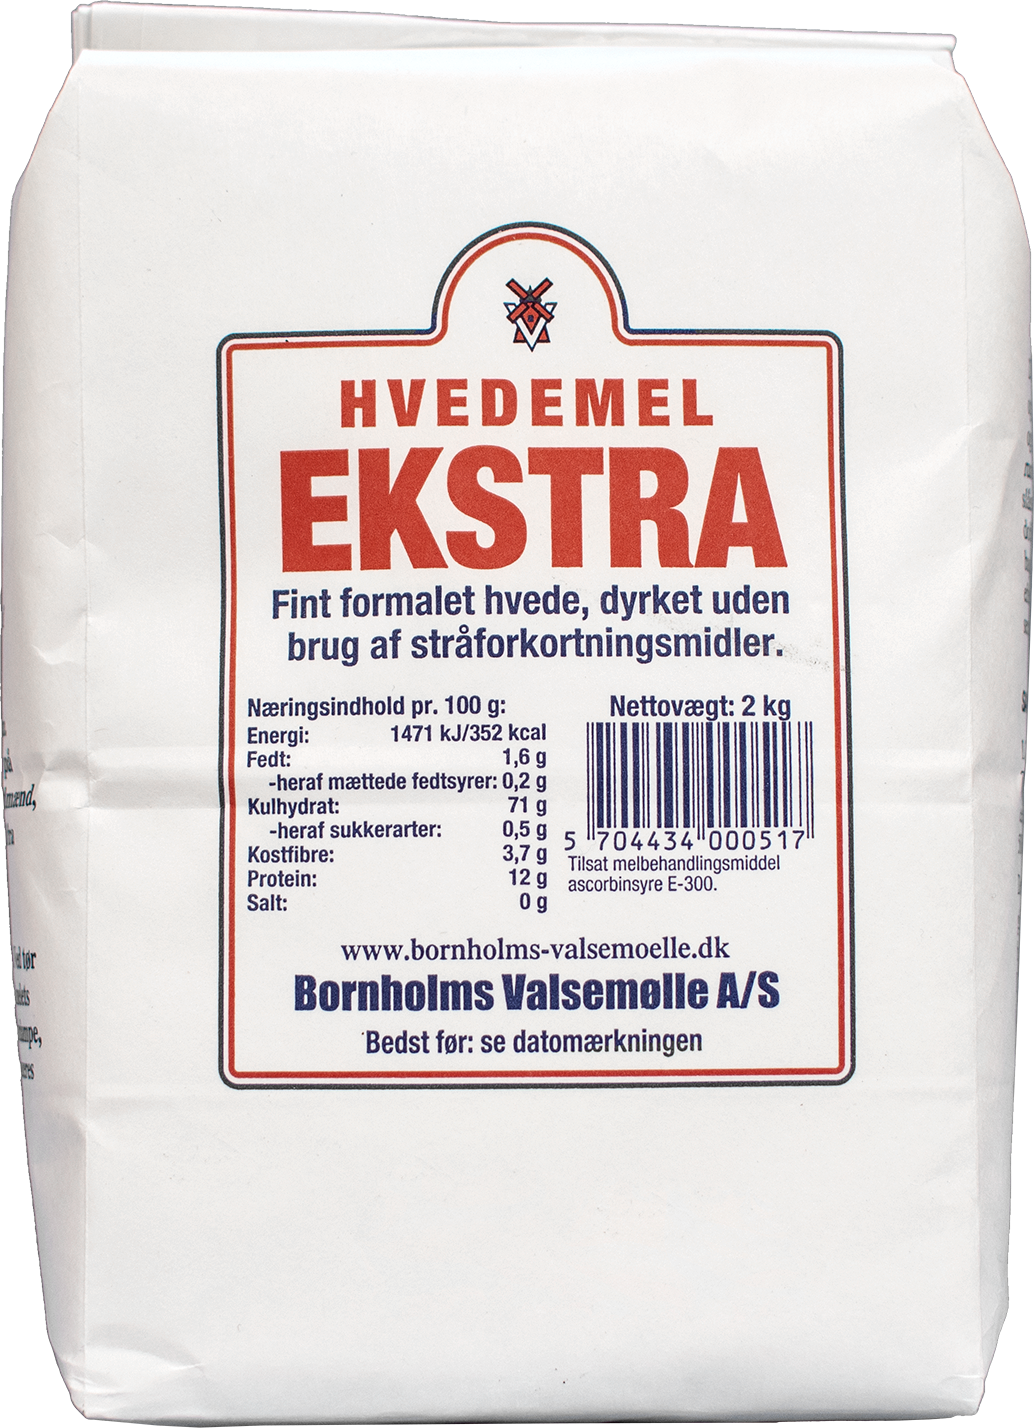 HVEDEMEL
EKSTRA
Fint formalet hvede, dyrket uden
brug af stråforkortningsmidler.
Næringsindhold pr. 100 g:
Energi: 1471 kJ/352 kcal
Fedt: 1,6 g
-heraf mættede fedtsyrer: 0,2 g
Kulhydrat: 71 g
-heraf sukkerarter: 0,5 g
Kostfibre: 3,7 g
Protein: 12 g
Salt: 0 g
Nettovægt: 2 kg
5 704434 000517
Tilsat melbehandlingsmiddel
ascorbinsyre E-300.
www.bornholms-valsemoelle.dk
Bornholms Valsemølle A/S
Bedst før: se datomærkningen
på
tør